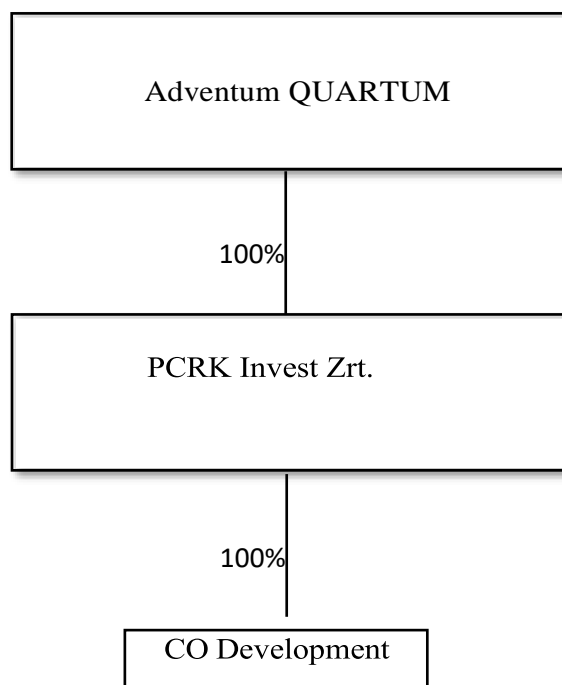 Adventum QUARTUM
100%
PCRK Invest Zrt.
100%
CO Development